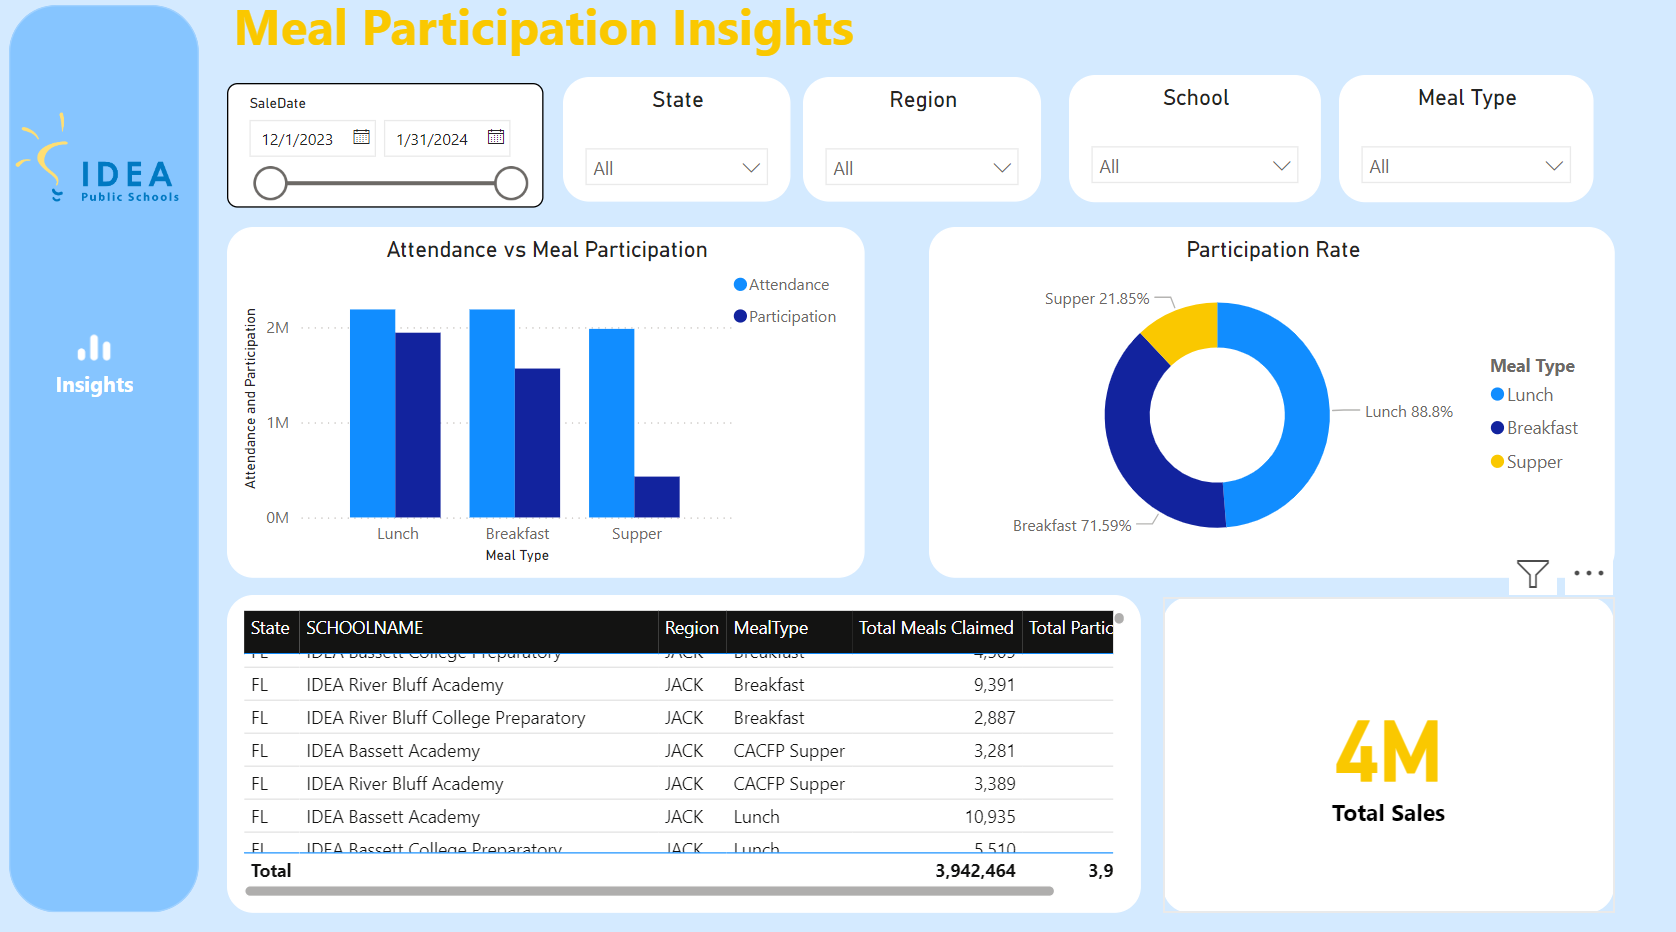 Meal Participation Insights
IDEA
Public Schools
Insights
SaleDate
12/1/2023
1/31/2024
State
All
Region
All
School
All
Meal Type
All
Attendance vs Meal Participation
Attendance
Participation
Attendance and Participation
2M
1M
0M
Lunch
Breakfast
Supper
Meal Type
Participation Rate
Supper 21.85%
Lunch 88.8%
Breakfast 71.59%
Meal Type
Lunch
Breakfast
Supper
State SCHOOLNAME Region MealType Total Meals Claimed Total Partic
FL IDEA Bassett College Preparatory JACK Breakfast
FL IDEA River Bluff Academy JACK Breakfast 9,391
FL IDEA River Bluff College Preparatory JACK Breakfast 2,887
FL IDEA Bassett Academy JACK CACFP Supper 3,281
FL IDEA River Bluff Academy JACK CACFP Supper 3,389
FL IDEA Bassett Academy JACK Lunch 10,935
FL IDEA Bassett College Preparatory JACK Lunch 5,510
Total 3,942,464 3,9
4M
Total Sales